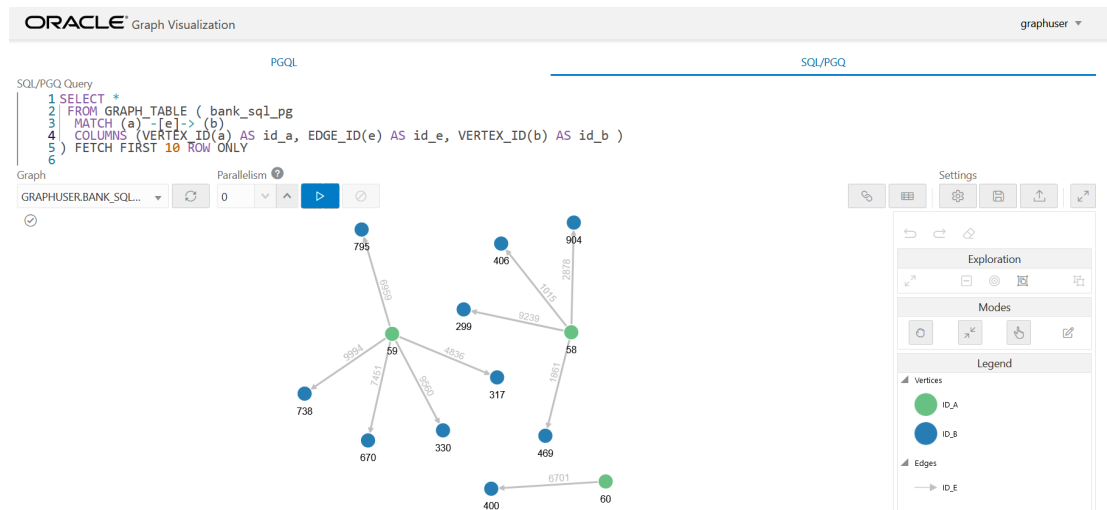 ORACLE® Graph Visualization
graphuser
PGQL
SQL/PGQ
SQL/PGQ Query
1 SELECT *
2 FROM GRAPH_TABLE ( bank_sql_pg
3 MATCH (a) -[e]-> (b)
4 COLUMNS (VERTEX_ID(a) AS id_a, EDGE_ID(e) AS id_e, VERTEX_ID(b) AS id_b )
5 ) FETCH FIRST 10 ROW ONLY
6
Graph
Parallelism ?
Settings
GRAPHUSER.BANK_SQL...
0
795
904
406
2878
6959
1015
299
9239
59
58
9994
4836
7451
9560
1861
317
738
670
330
469
6701
400
60
Exploration
Modes
Legend
Vertices
ID_A
ID_B
Edges
ID_E